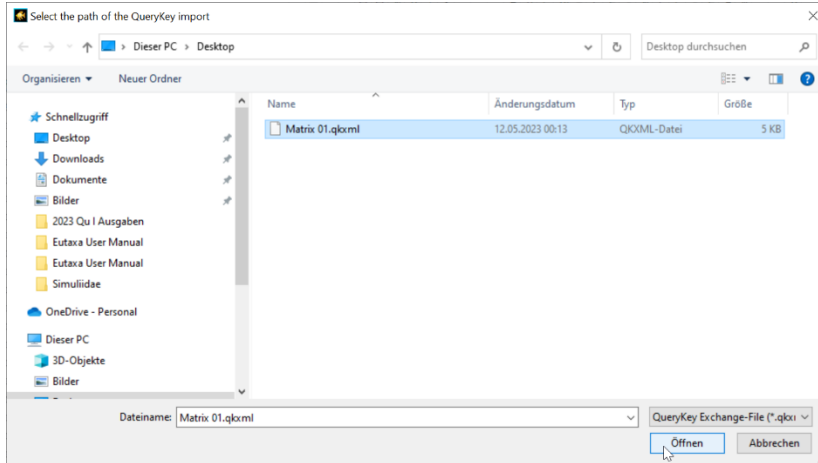 Select the path of the QueryKey import
Dieser PC › Desktop
Desktop durchsuchen
Organisieren
Neuer Ordner
Name
Änderungsdatum
Typ
Größe
Matrix 01.qkxml
12.05.2023 00:13
QKXML-Datei
5 KB
Schnellzugriff
Desktop
Downloads
Dokumente
Bilder
2023 Qu I Ausgaben
Eutaxa User Manual
Eutaxa User Manual
Simuliidae
OneDrive - Personal
Dieser PC
3D-Objekte
Bilder
Dateiname:
Matrix 01.qkxml
QueryKey Exchange-File (*.qkxı
Öffnen
Abbrechen